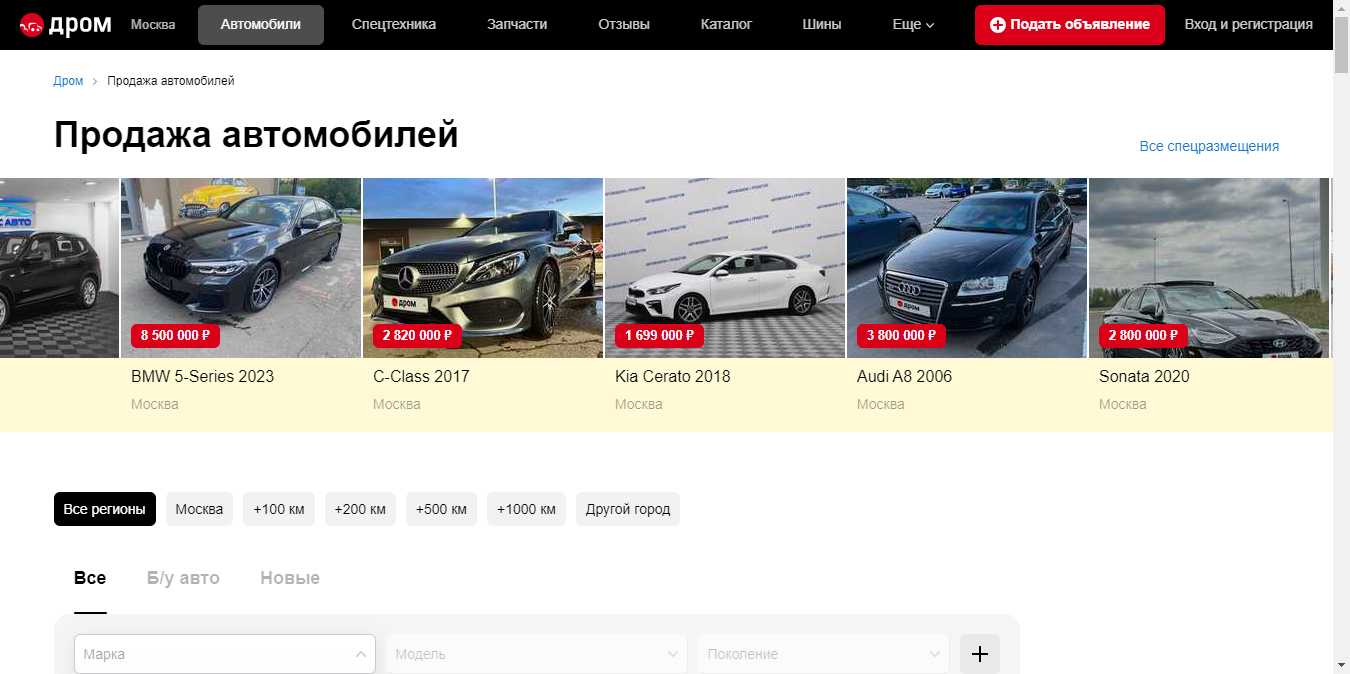 дром Москва Автомобили Спецтехника Запчасти Отзывы Каталог Шины Еще Подать объявление Вход и регистрация
Дром > Продажа автомобилей
Продажа автомобилей
Все спецразмещения
АВТО
дром
8 500 000 ₽ 2 820 000 ₽ 1 699 000 ₽ 3 800 000 ₽ 2 800 000 ₽
BMW 5-Series 2023 C-Class 2017 Kia Cerato 2018 Audi A8 2006 Sonata 2020
Москва Москва Москва Москва Москва
Все регионы Москва +100 км +200 км +500 км +1000 км Другой город
Все Б/у авто Новые
Марка Модель Поколение +